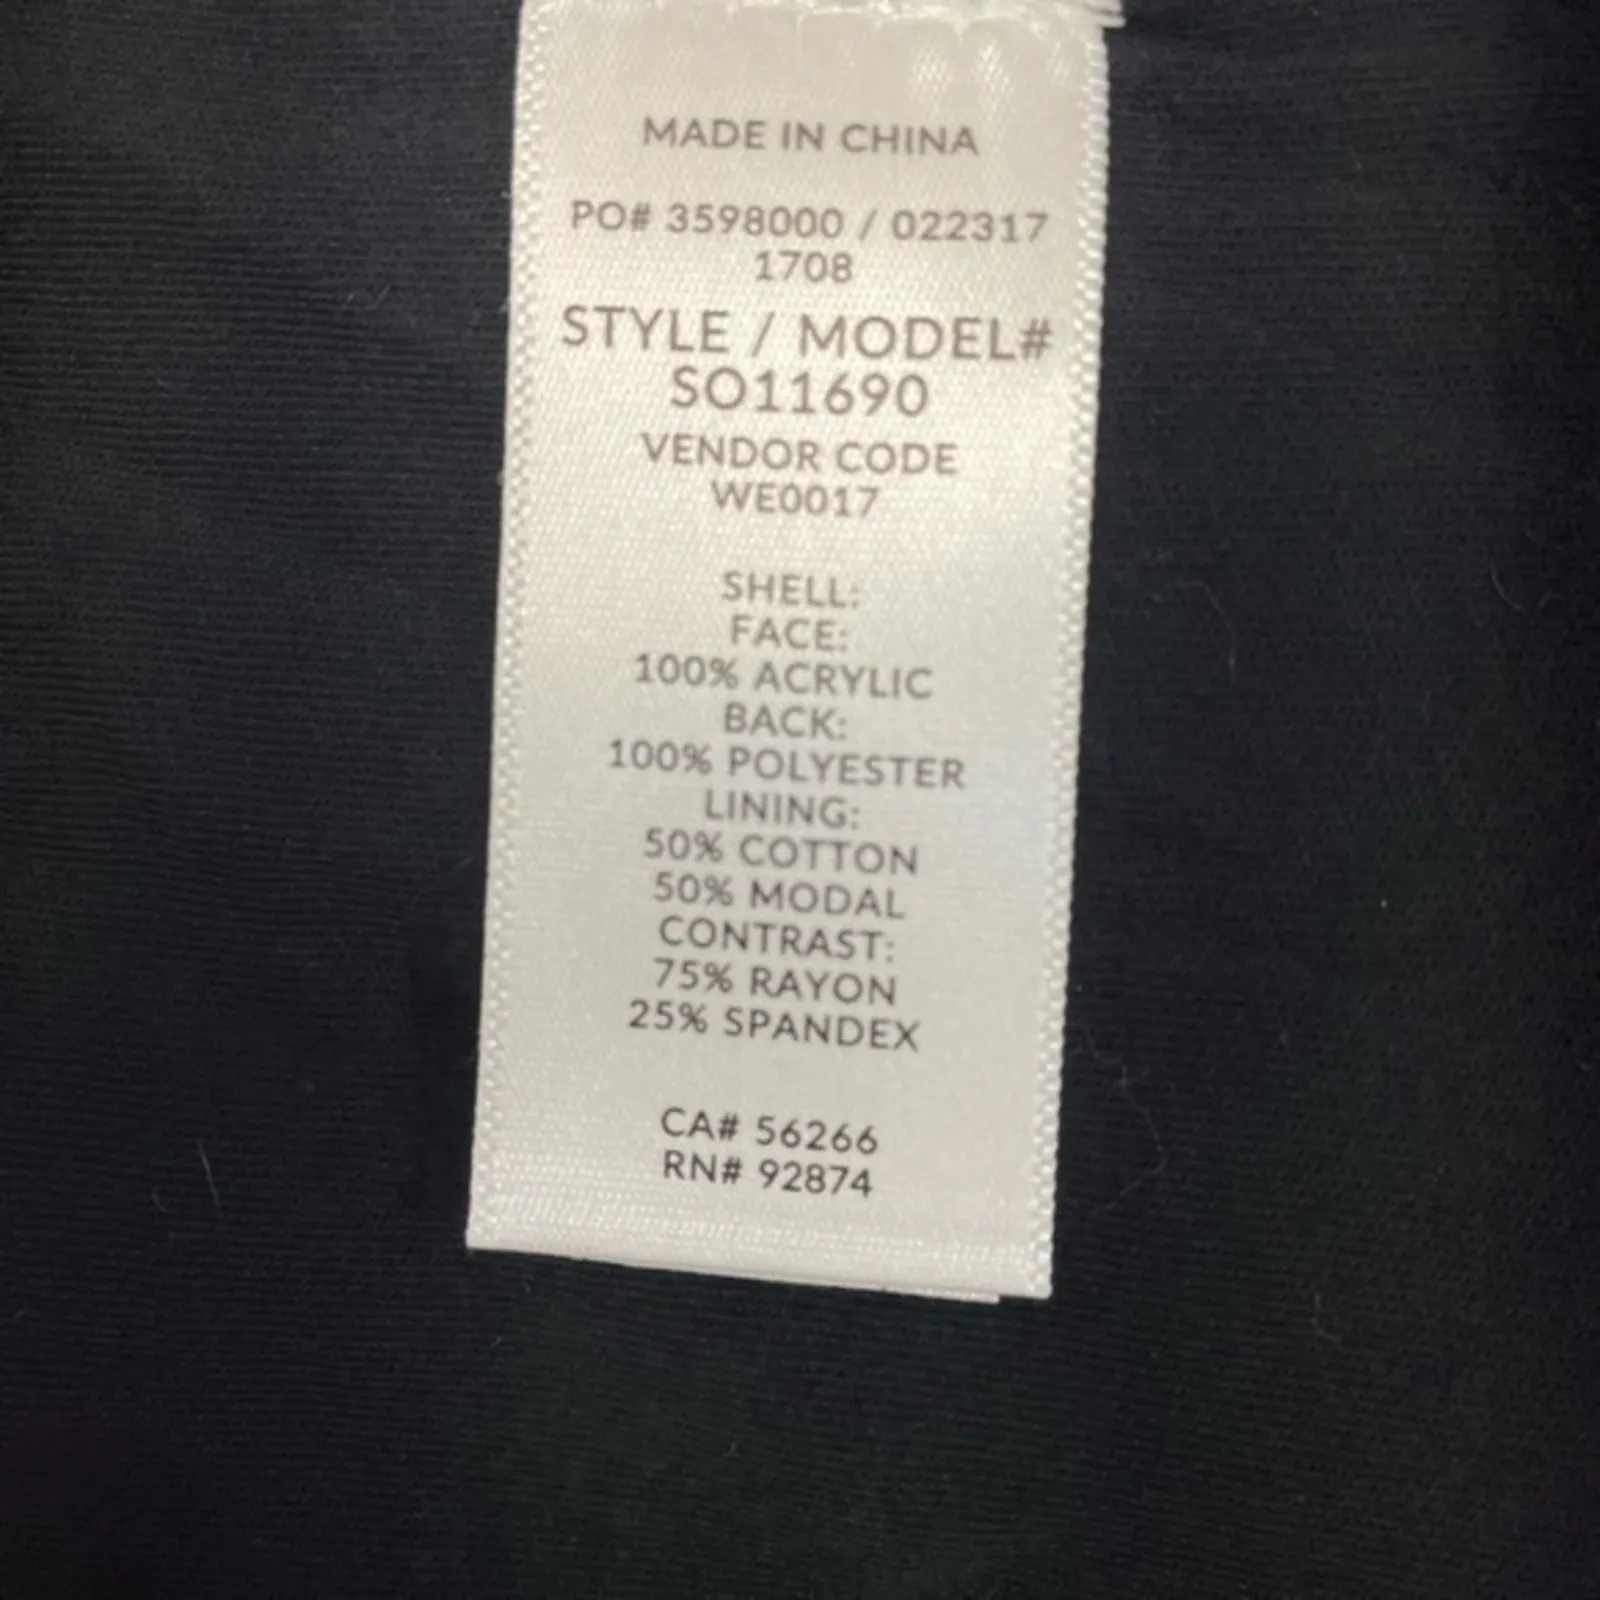 MADE IN CHINA
PO# 3598000 / 022317
1708
STYLE / MODEL#
SO11690
VENDOR CODE
WE0017
SHELL:
FACE:
100% ACRYLIC
BACK:
100% POLYESTER
LINING:
50% COTTON
50% MODAL
CONTRAST:
75% RAYON
25% SPANDEX
CA# 56266
RN# 92874